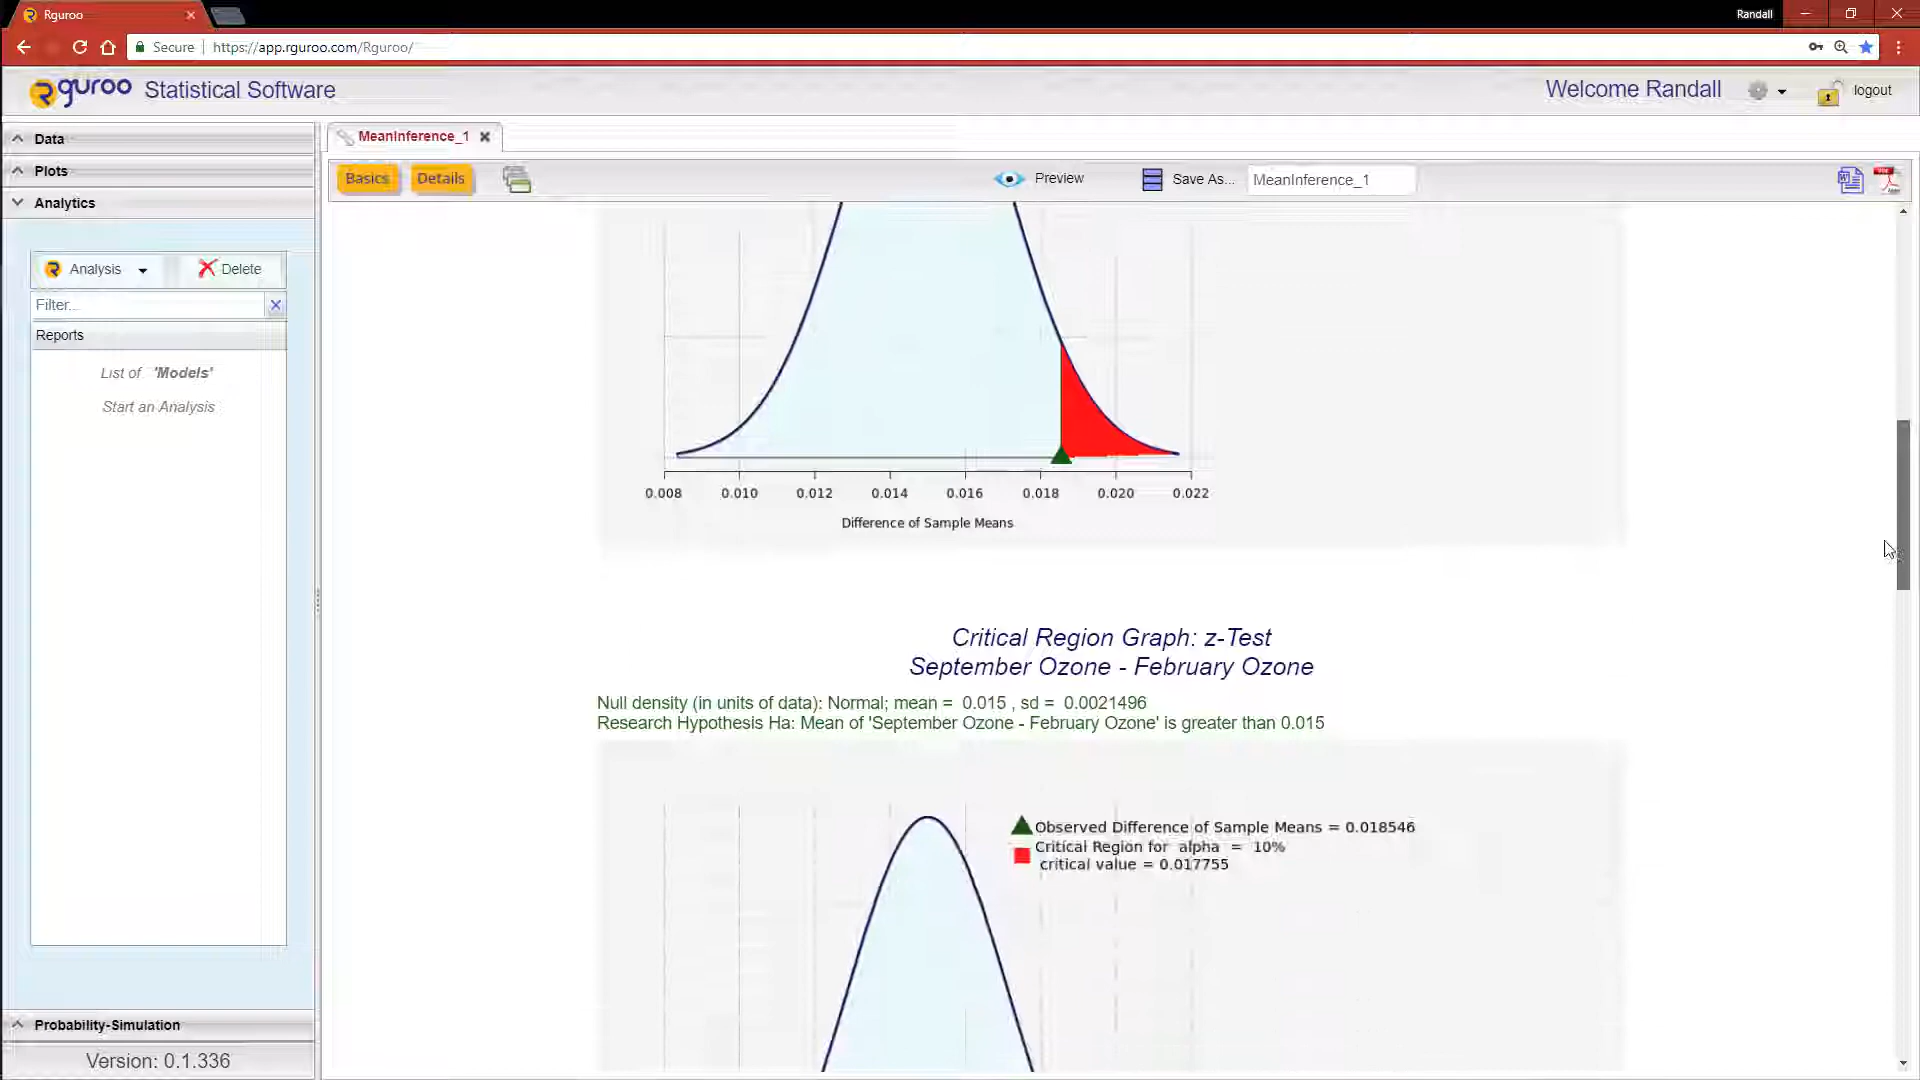 Rguroo
Randall
Secure
https://app.rguroo.com/Rguroo/
Rguroo Statistical Software
Welcome Randall
logout
Data
Plots
Analytics
Analysis
Delete
Filter...
Reports
List of 'Models'
Start an Analysis
Probability-Simulation
Version: 0.1.336
MeanInference_1
Basics
Details
Preview
Save As...
MeanInference_1
0.008 0.010 0.012 0.014 0.016 0.018 0.020 0.022
Difference of Sample Means
Critical Region Graph: z-Test
September Ozone - February Ozone
Null density (in units of data): Normal; mean = 0.015 , sd = 0.0021496
Research Hypothesis Ha: Mean of 'September Ozone - February Ozone' is greater than 0.015
Observed Difference of Sample Means = 0.018546
Critical Region for alpha = 10%
critical value = 0.017755